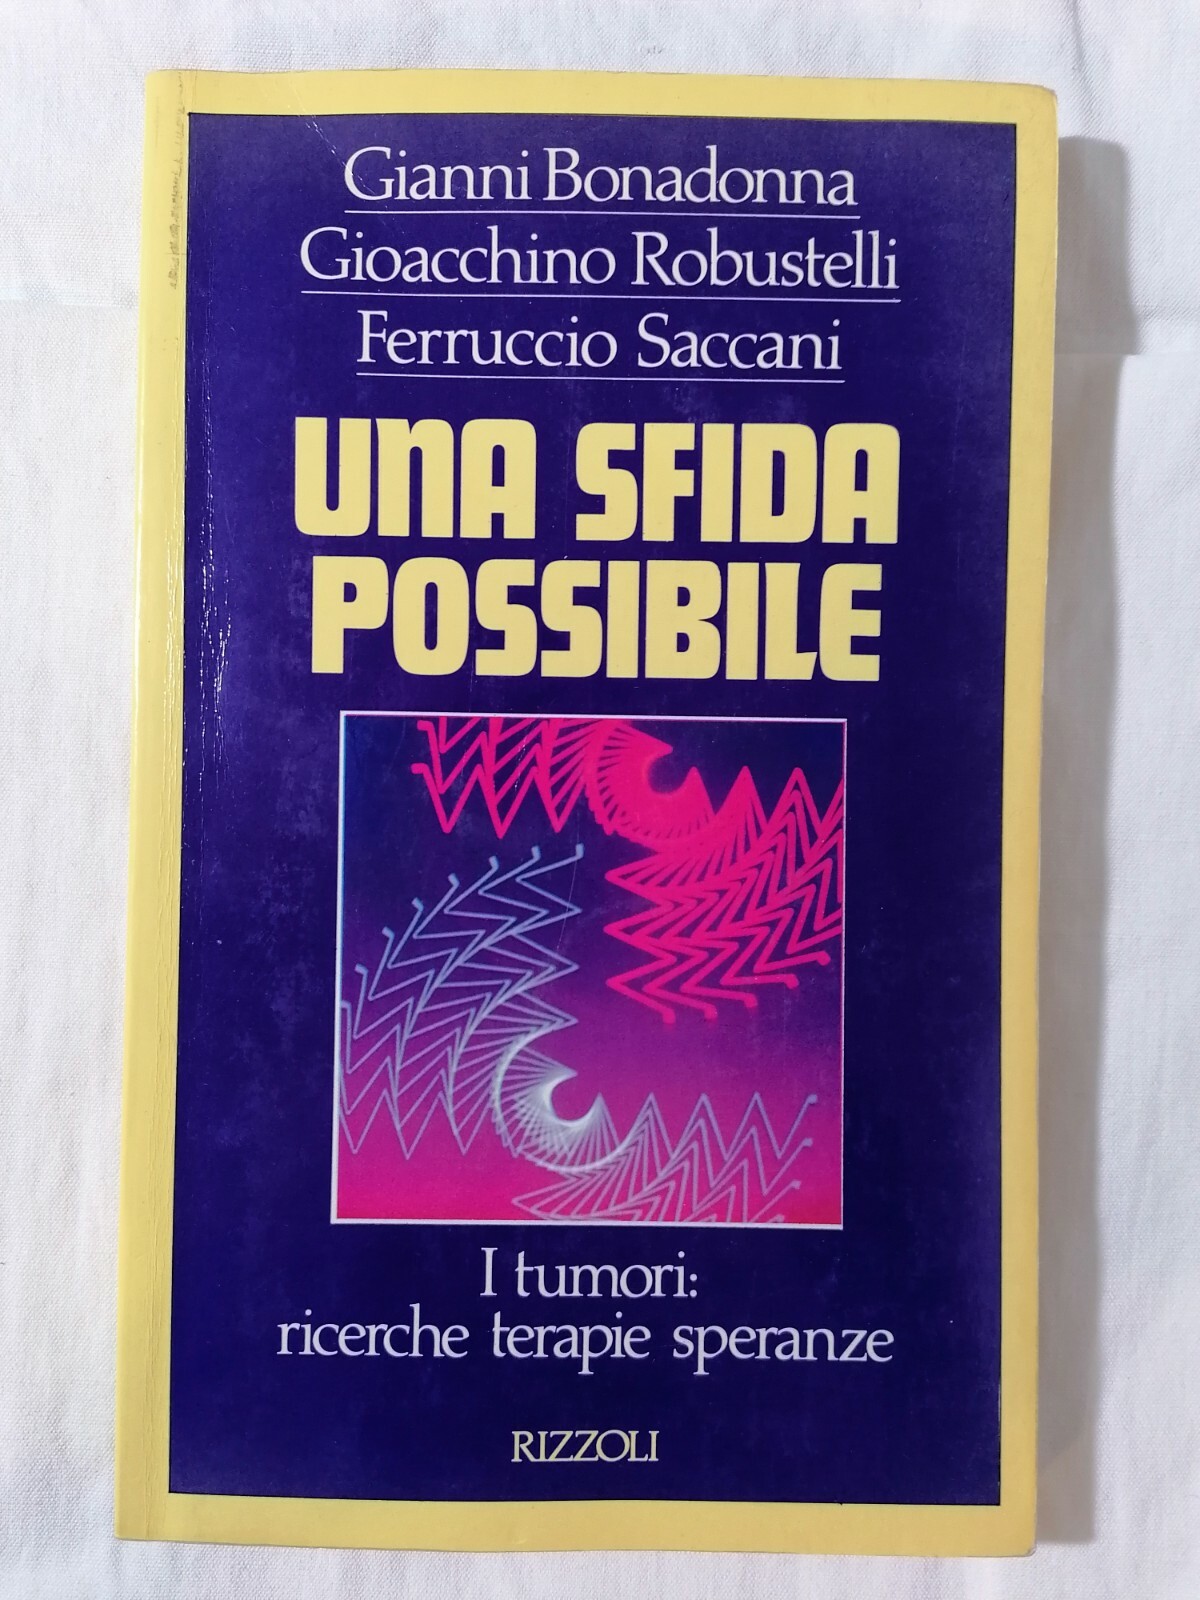 Gianni Bonadonna
Gioacchino Robustelli
Ferruccio Saccani
UNA SFIDA
POSSIBILE
I tumori:
ricerche terapie speranze
RIZZOLI